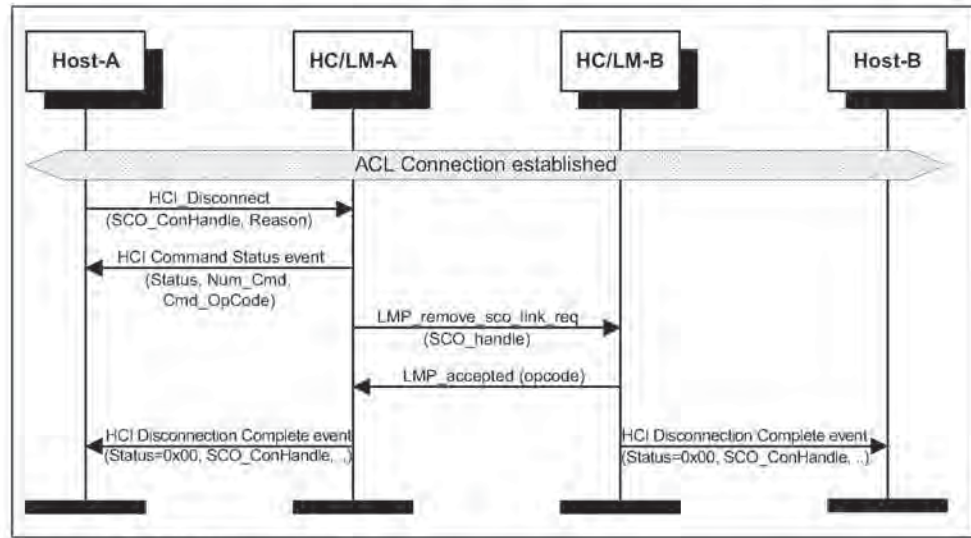 Host-A
HC/LM-A
HC/LM-B
Host-B
ACL Connection established
HCI_Disconnect
(SCO_ConHandle, Reason)
HCI Command Status event
(Status, Num_Cmd,
Cmd_OpCode)
LMP_remove_sco_link_req
(SCO_handle)
LMP_accepted (opcode)
HCI Disconnection Complete event
(Status=0x00, SCO_ConHandle, ..)
HCI Disconnection Complete event
(Status=0x00, SCO_ConHandle, ..)